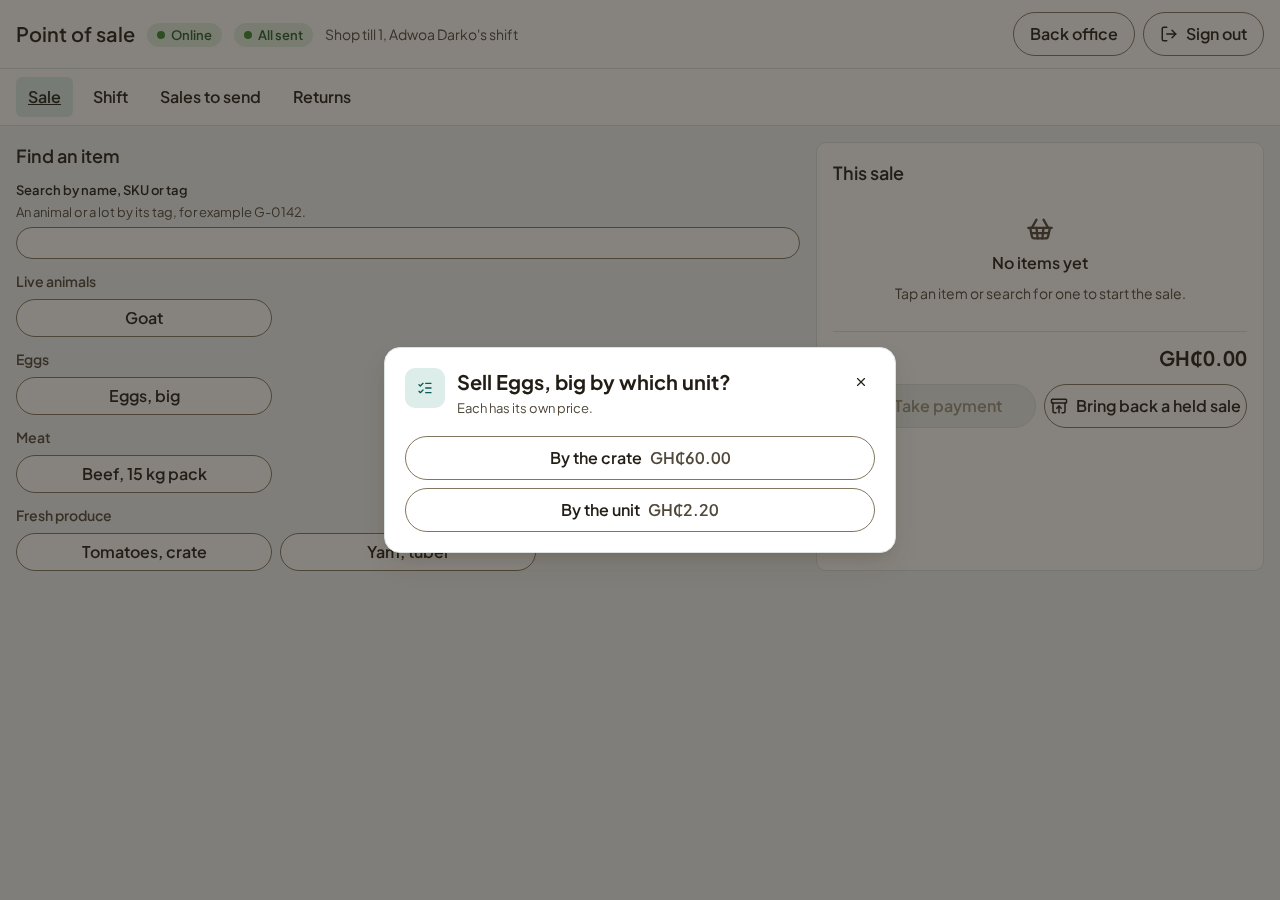 Point of sale
Online
All sent
Shop till 1, Adwoa Darko's shift
Back office
Sign out
Sale
Shift
Sales to send
Returns
Find an item
Search by name, SKU or tag
An animal or a lot by its tag, for example G-0142.
Live animals
Goat
Eggs
Eggs, big
Meat
Beef, 15 kg pack
Fresh produce
Tomatoes, crate
Yam, tuber
This sale
No items yet
Tap an item or search for one to start the sale.
GH₵0.00
Take payment
Bring back a held sale
Sell Eggs, big by which unit?
Each has its own price.
By the crate GH₵60.00
By the unit GH₵2.20